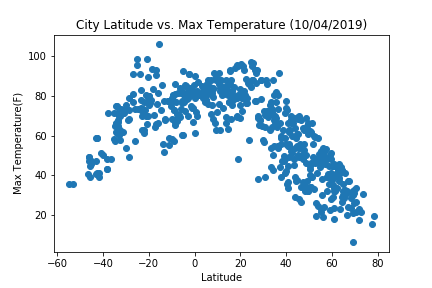 City Latitude vs. Max Temperature (10/04/2019)
Max Temperature(F)
100
80
60
40
20
−60 −40 −20 0 20 40 60 80
Latitude